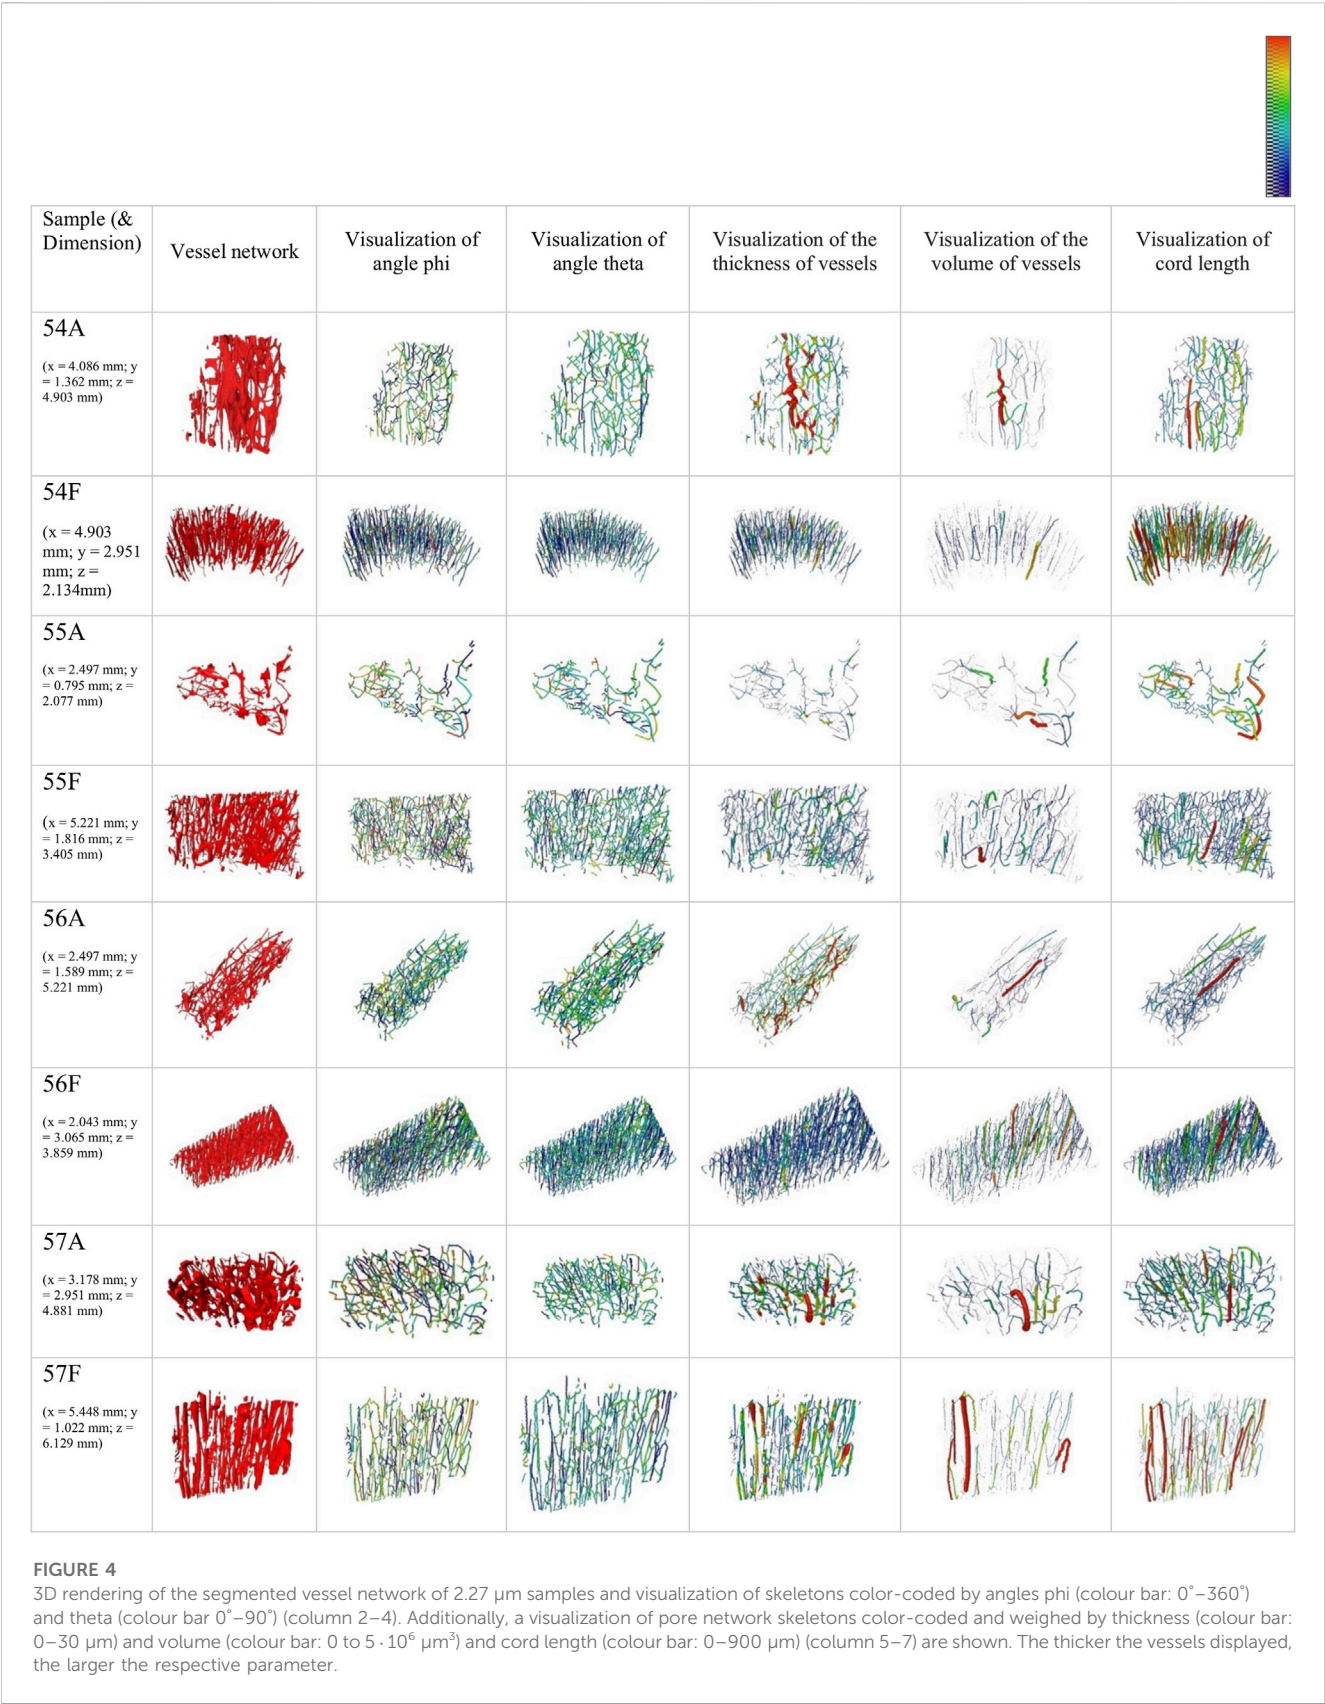 Sample (&
Dimension)
Vessel network
Visualization of
angle phi
Visualization of
angle theta
Visualization of the
thickness of vessels
Visualization of the
volume of vessels
Visualization of
cord length
54A
(x = 4.086 mm; y
= 1.362 mm; z =
4.903 mm)
54F
(x = 4.903
mm; y = 2.951
mm; z =
2.134mm)
55A
(x = 2.497 mm; y
= 0.795 mm; z =
2.077 mm)
55F
(x = 5.221 mm; y
= 1.816 mm; z =
3.405 mm)
56A
(x = 2.497 mm; y
= 1.589 mm; z =
5.221 mm)
56F
(x = 2.043 mm; y
= 3.065 mm; z =
3.859 mm)
57A
(x = 3.178 mm; y
= 2.951 mm; z =
4.881 mm)
57F
(x = 5.448 mm; y
= 1.022 mm; z =
6.129 mm)
FIGURE 4
3D rendering of the segmented vessel network of 2.27 µm samples and visualization of skeletons color-coded by angles phi (colour bar: 0°–360°)
and theta (colour bar 0°–90°) (column 2–4). Additionally, a visualization of pore network skeletons color-coded and weighed by thickness (colour bar:
0–30 µm) and volume (colour bar: 0 to 5 · 10⁶ µm³) and cord length (colour bar: 0–900 µm) (column 5–7) are shown. The thicker the vessels displayed,
the larger the respective parameter.